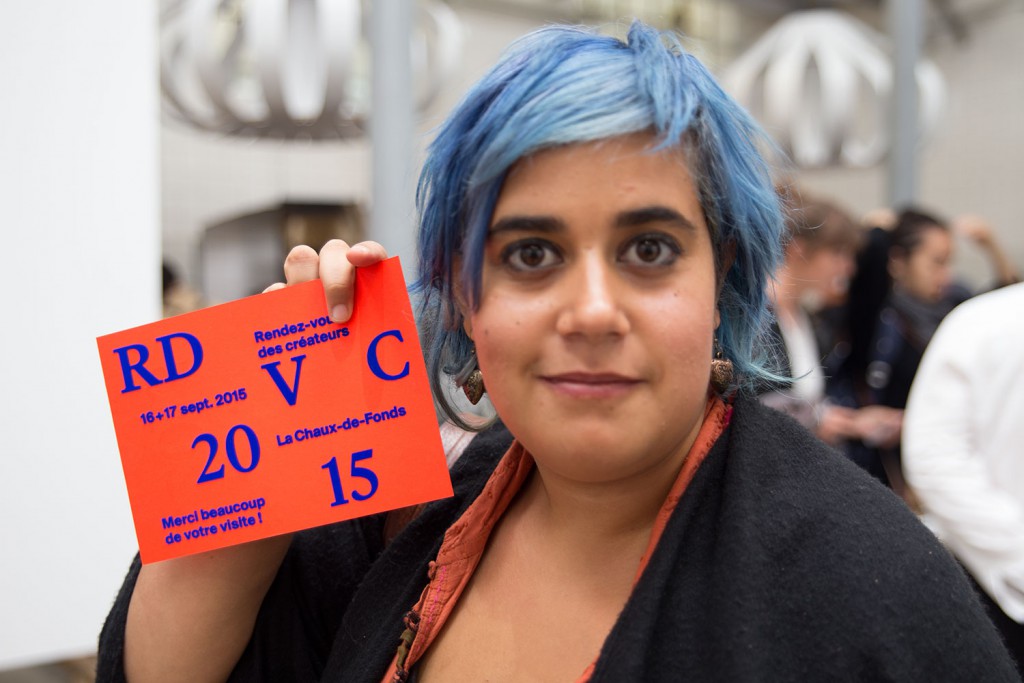 RD
Rendez-vou
des créateurs
V C
16+17 sept. 2015
La Chaux-de-Fonds
20
15
Merci beaucoup
de votre visite !